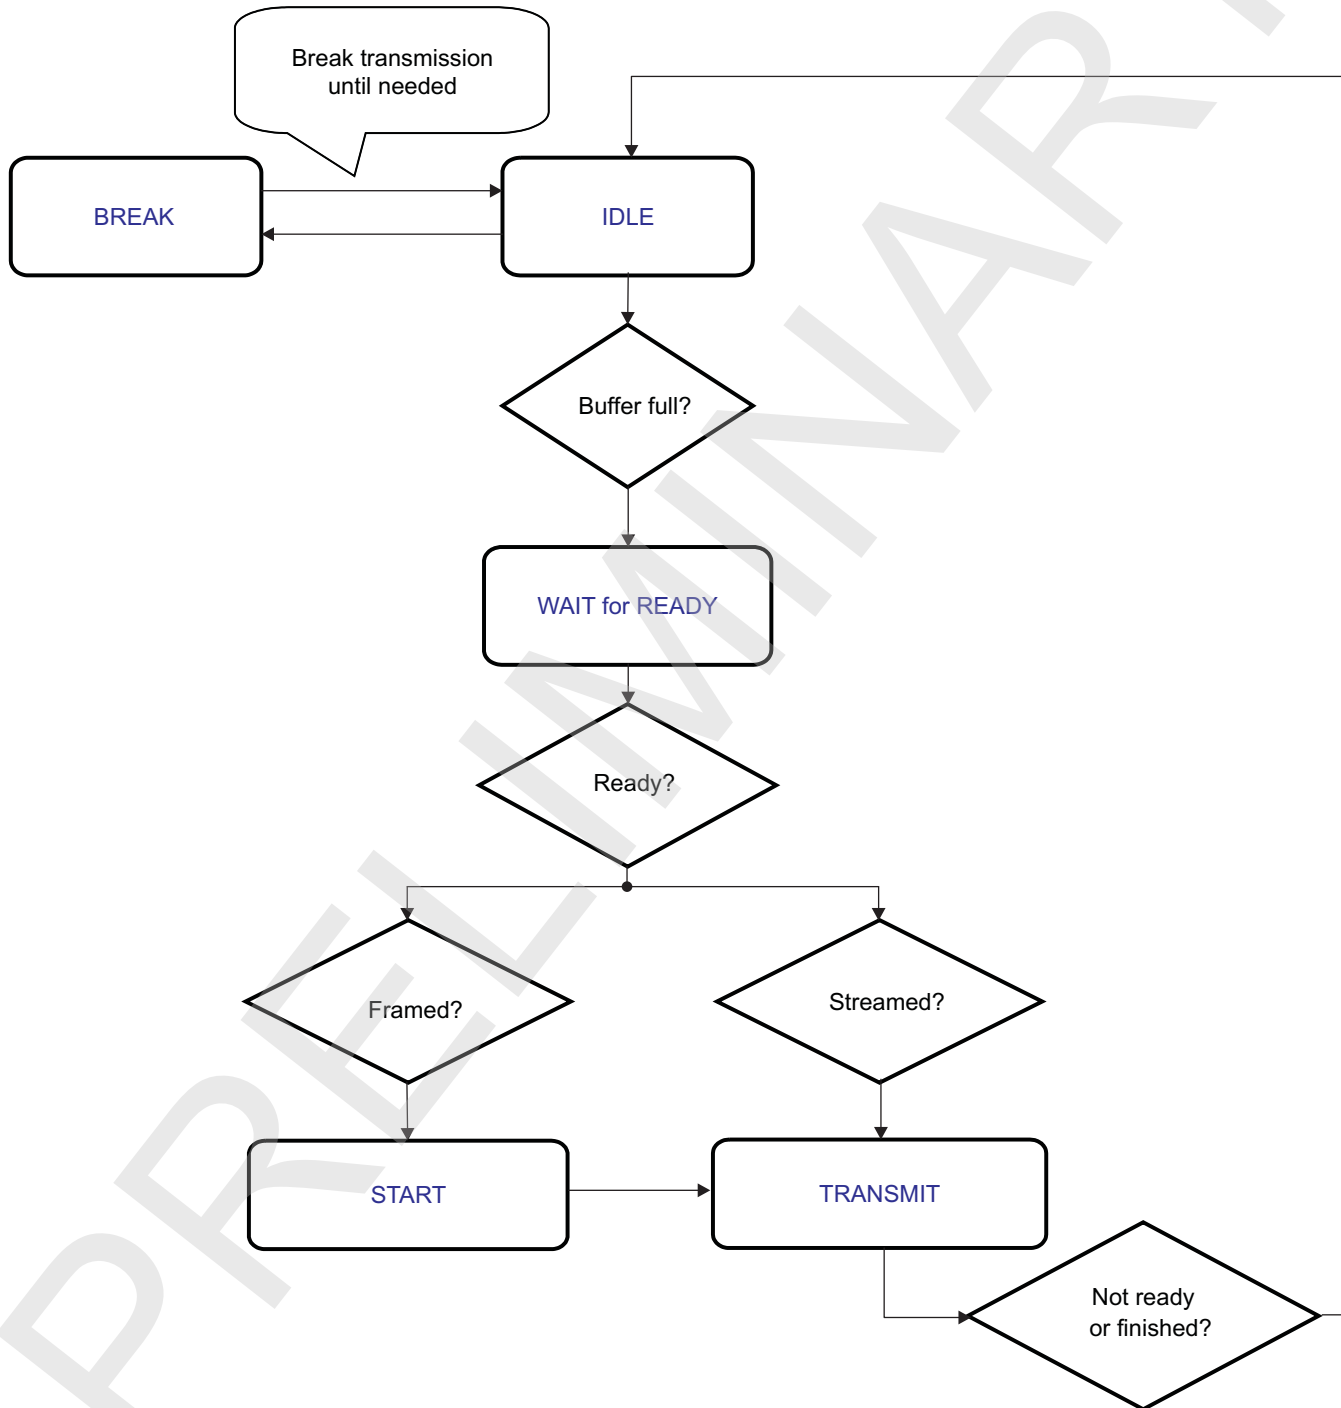 Break transmission
until needed
BREAK
IDLE
Buffer full?
WAIT for READY
Ready?
Framed?
Streamed?
START
TRANSMIT
Not ready
or finished?
PRELIMINARY